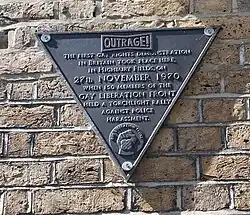 OUTRAGE!
THE FIRST GAY RIGHTS DEMONSTRATION
IN BRITAIN TOOK PLACE HERE,
IN HIGHBURY FIELDS, ON
27th NOVEMBER 1970
WHEN 150 MEMBERS OF THE
GAY LIBERATION FRONT
HELD A TORCHLIGHT RALLY
AGAINST POLICE
HARASSMENT.